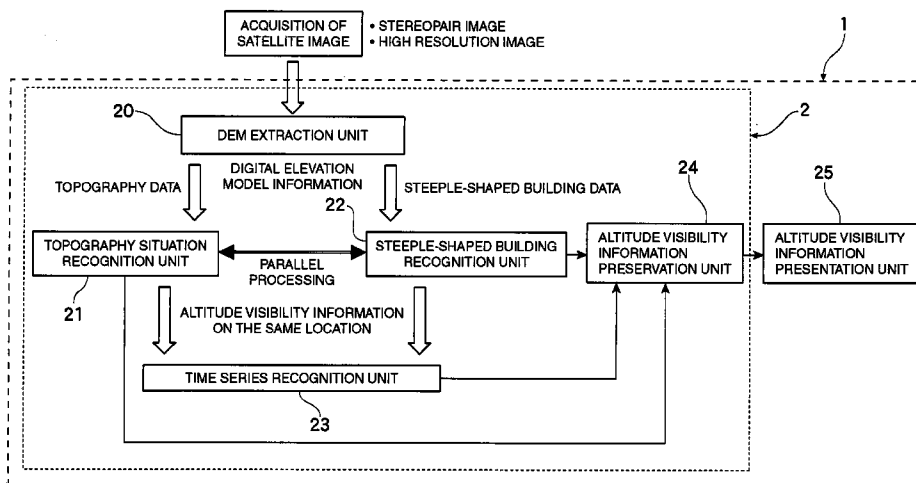 ACQUISITION OF
SATELLITE IMAGE
• STEREOPAIR IMAGE
• HIGH RESOLUTION IMAGE
1
2
20
DEM EXTRACTION UNIT
DIGITAL ELEVATION
MODEL INFORMATION
TOPOGRAPHY DATA
STEEPLE-SHAPED BUILDING DATA
24
25
22
TOPOGRAPHY SITUATION
RECOGNITION UNIT
21
PARALLEL
PROCESSING
STEEPLE-SHAPED BUILDING
RECOGNITION UNIT
ALTITUDE VISIBILITY
INFORMATION
PRESERVATION UNIT
ALTITUDE VISIBILITY
INFORMATION
PRESENTATION UNIT
ALTITUDE VISIBILITY INFORMATION
ON THE SAME LOCATION
TIME SERIES RECOGNITION UNIT
23